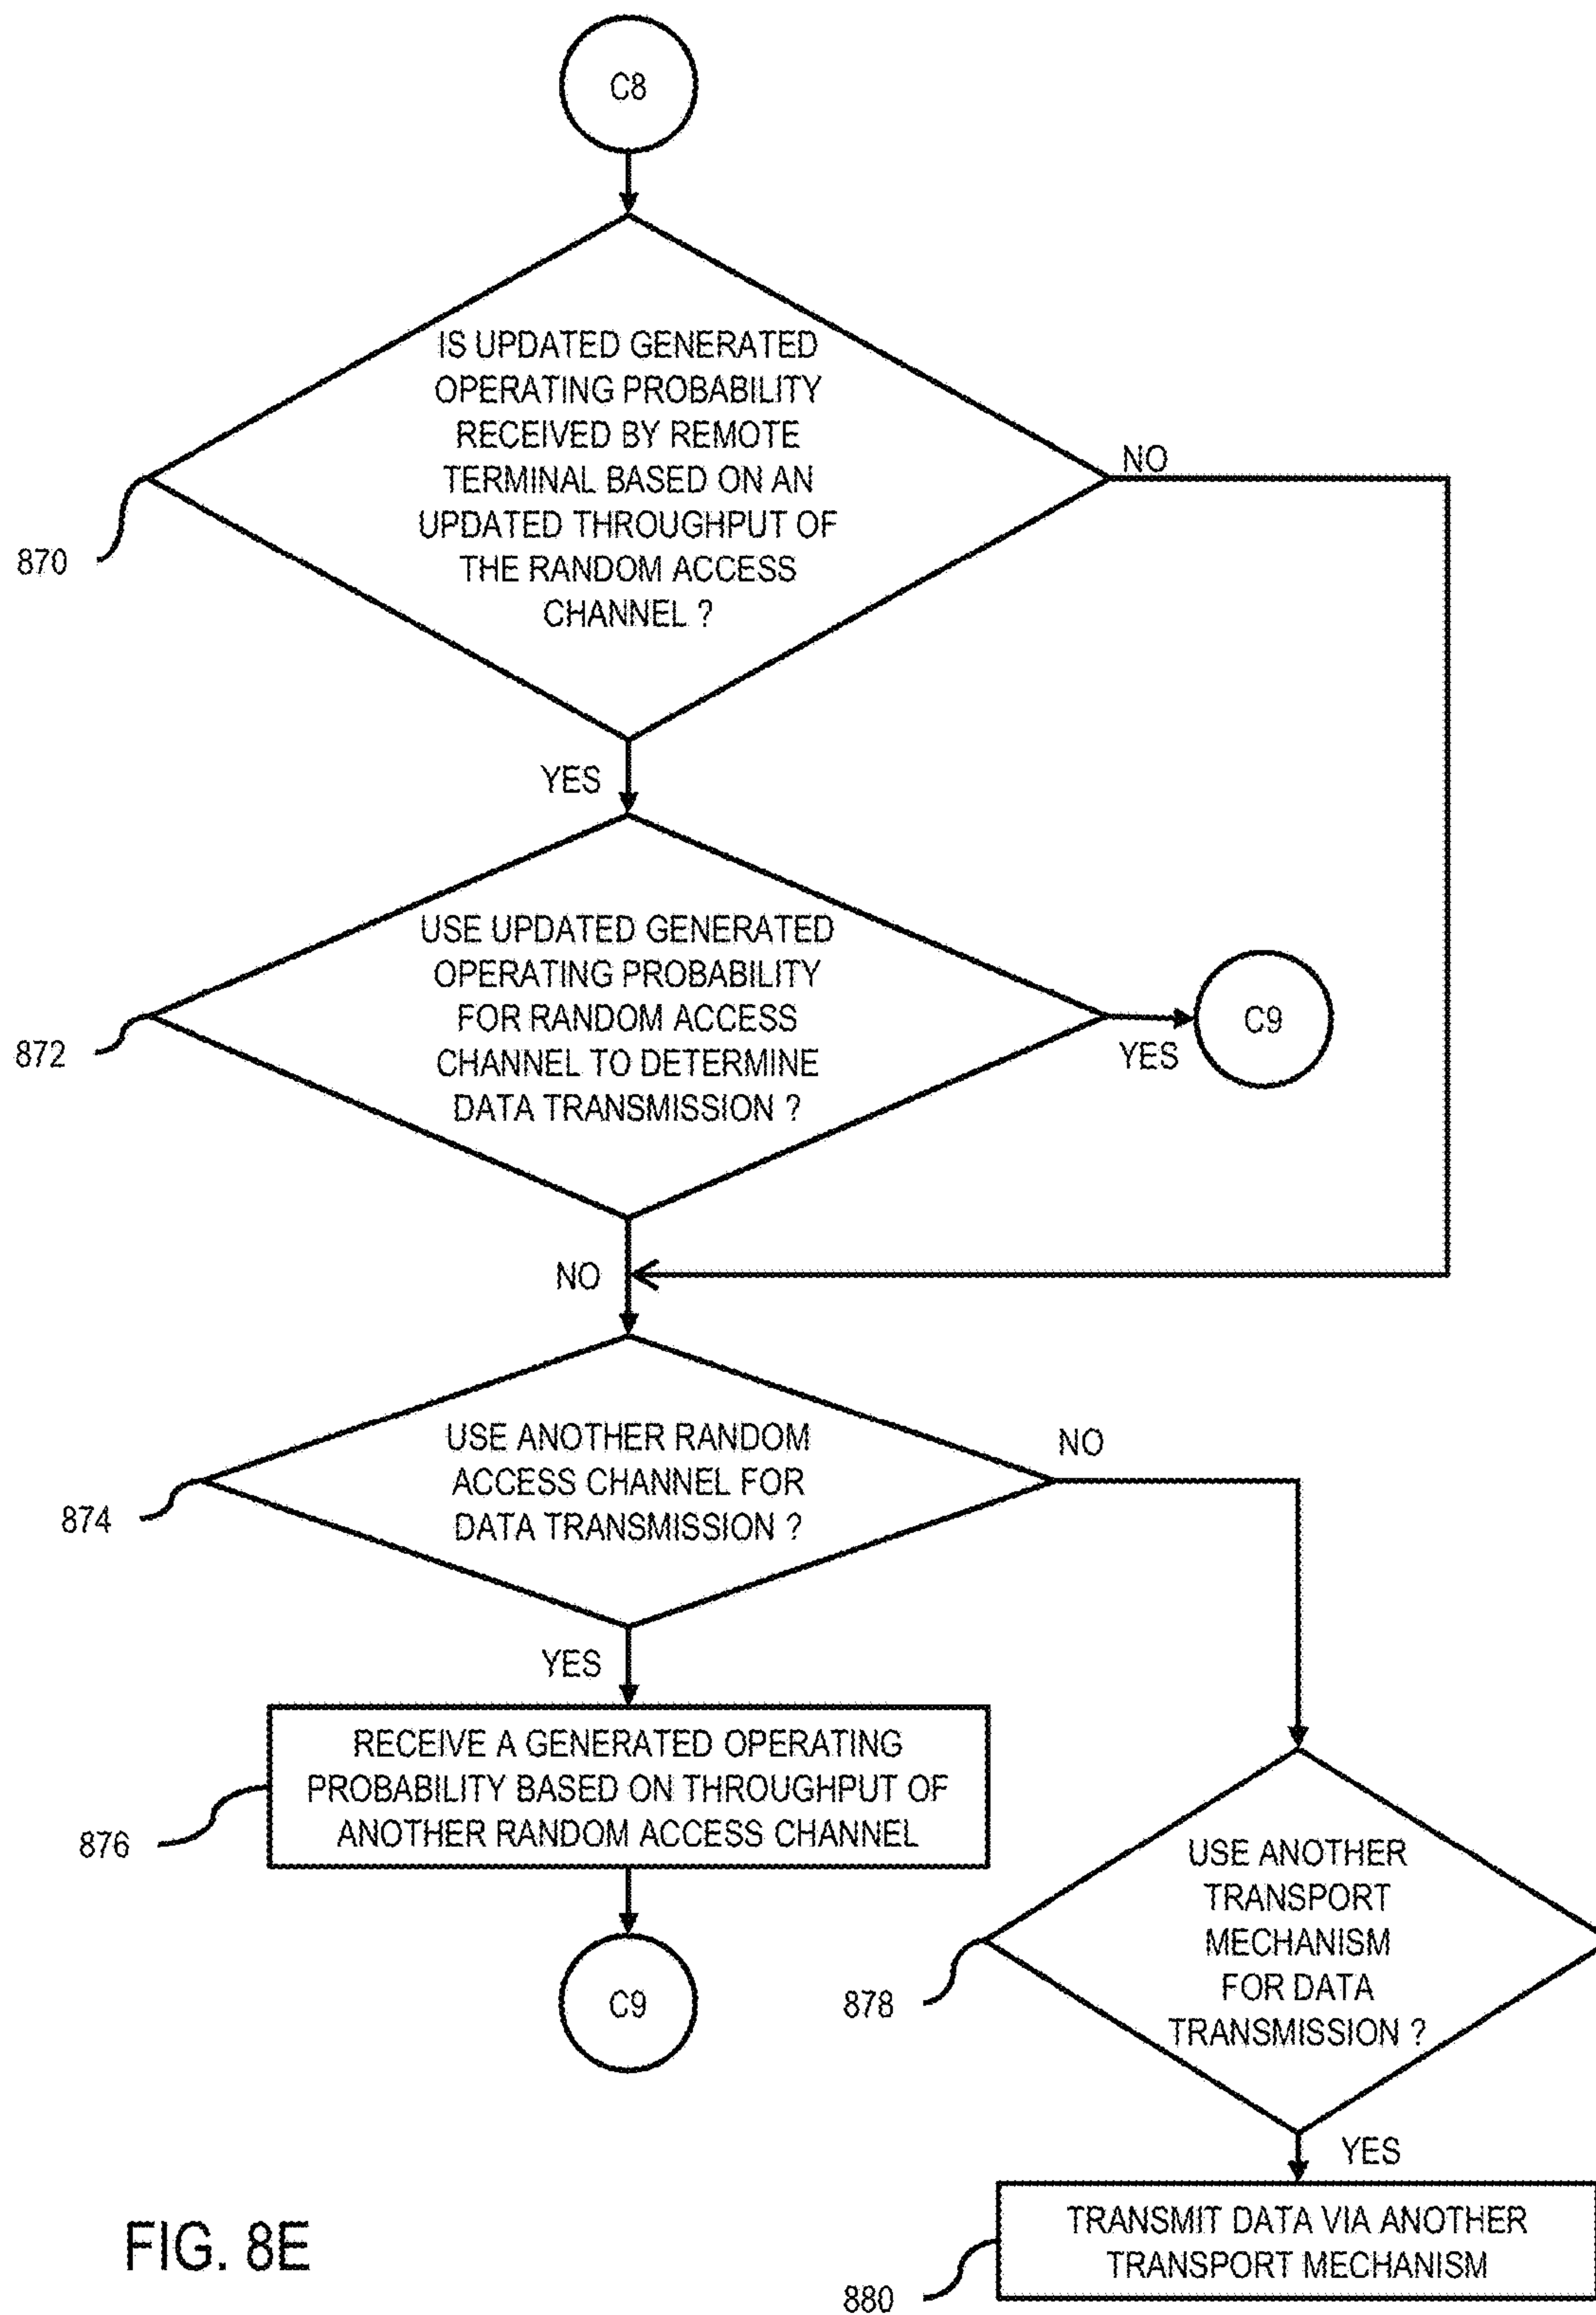 C8
IS UPDATED GENERATED
OPERATING PROBABILITY
RECEIVED BY REMOTE
TERMINAL BASED ON AN
UPDATED THROUGHPUT OF
THE RANDOM ACCESS
CHANNEL ?
NO
870
YES
USE UPDATED GENERATED
OPERATING PROBABILITY
FOR RANDOM ACCESS
CHANNEL TO DETERMINE
DATA TRANSMISSION ?
872
YES
C9
NO
USE ANOTHER RANDOM
ACCESS CHANNEL FOR
DATA TRANSMISSION ?
NO
874
YES
RECEIVE A GENERATED OPERATING
PROBABILITY BASED ON THROUGHPUT OF
ANOTHER RANDOM ACCESS CHANNEL
876
C9
USE ANOTHER
TRANSPORT
MECHANISM
FOR DATA
TRANSMISSION ?
878
YES
TRANSMIT DATA VIA ANOTHER
TRANSPORT MECHANISM
880
FIG. 8E